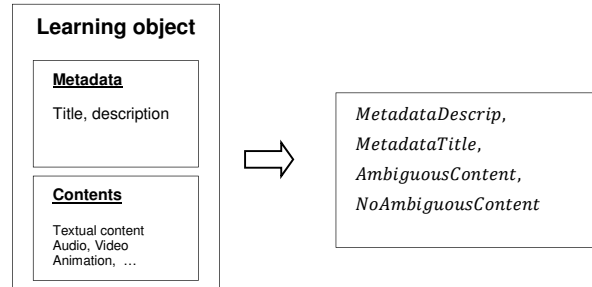 Learning object
Metadata
Title, description
Contents
Textual content
Audio, Video
Animation, …
MetadataDescrip,
MetadataTitle,
AmbiguousContent,
NoAmbiguousContent